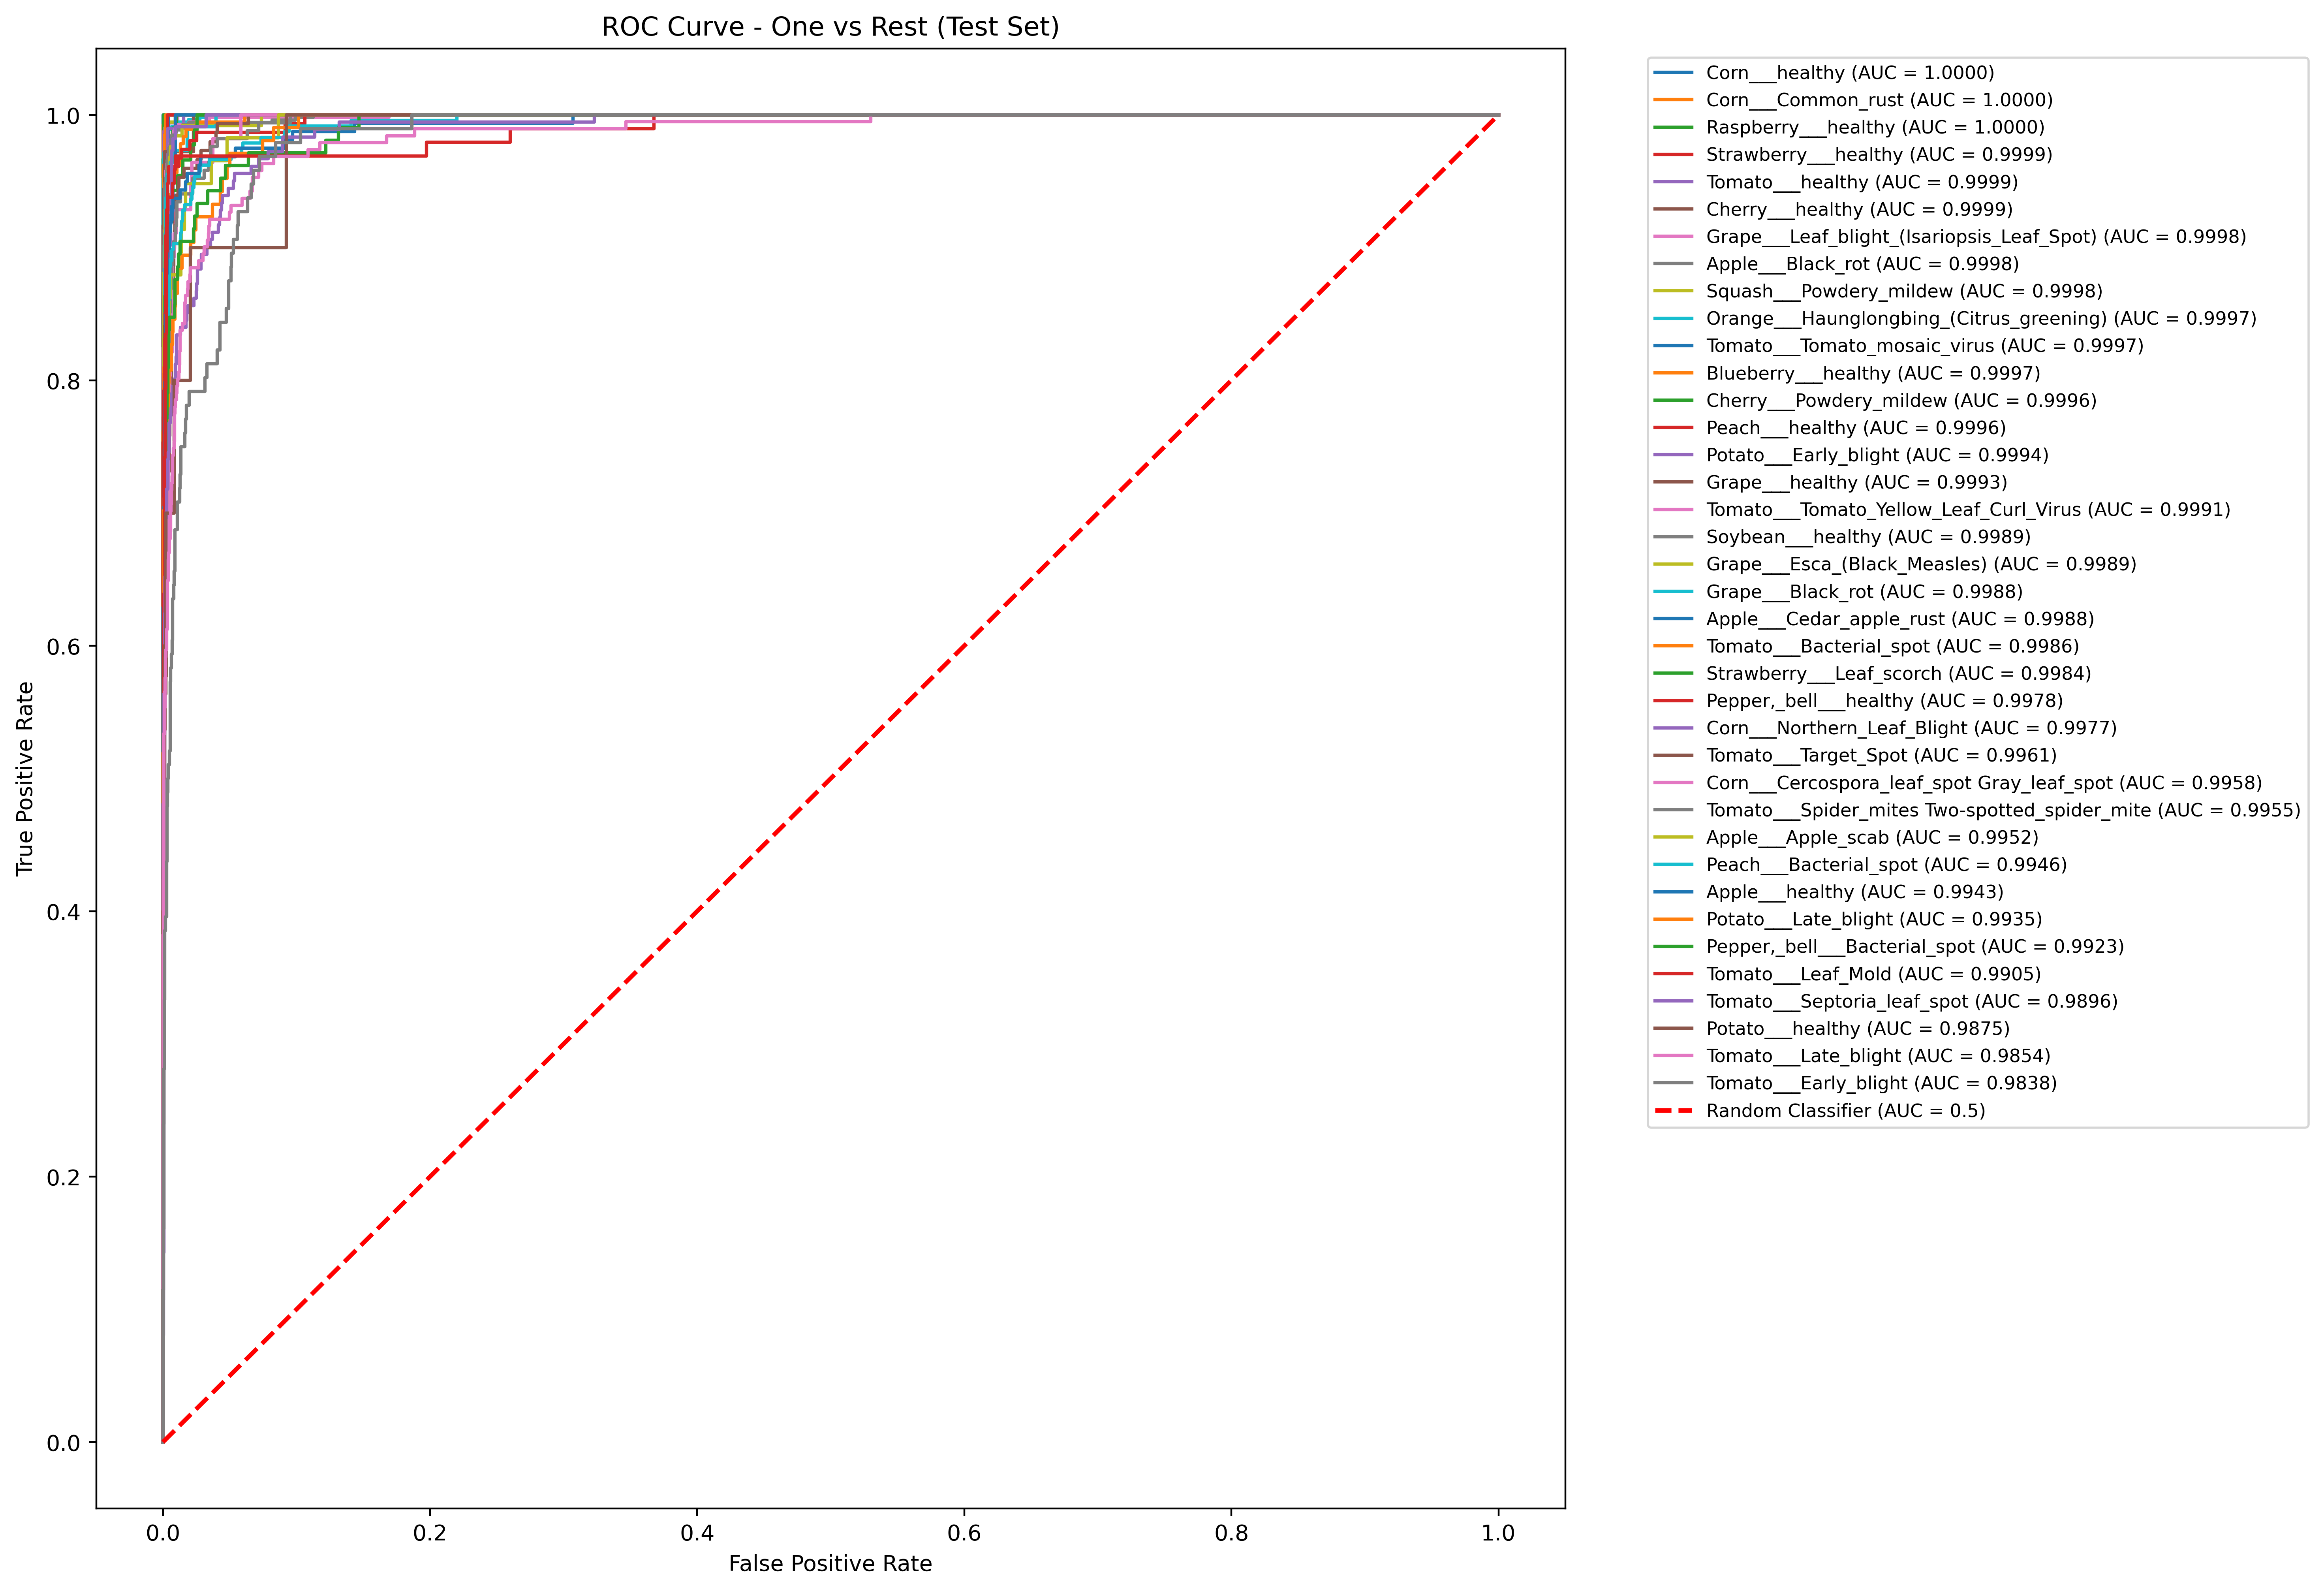 ROC Curve - One vs Rest (Test Set)
True Positive Rate
1.0
0.8
0.6
0.4
0.2
0.0
0.0 0.2 0.4 0.6 0.8 1.0
False Positive Rate
Corn___healthy (AUC = 1.0000)
Corn___Common_rust (AUC = 1.0000)
Raspberry___healthy (AUC = 1.0000)
Strawberry___healthy (AUC = 0.9999)
Tomato___healthy (AUC = 0.9999)
Cherry___healthy (AUC = 0.9999)
Grape___Leaf_blight_(Isariopsis_Leaf_Spot) (AUC = 0.9998)
Apple___Black_rot (AUC = 0.9998)
Squash___Powdery_mildew (AUC = 0.9998)
Orange___Haunglongbing_(Citrus_greening) (AUC = 0.9997)
Tomato___Tomato_mosaic_virus (AUC = 0.9997)
Blueberry___healthy (AUC = 0.9997)
Cherry___Powdery_mildew (AUC = 0.9996)
Peach___healthy (AUC = 0.9996)
Potato___Early_blight (AUC = 0.9994)
Grape___healthy (AUC = 0.9993)
Tomato___Tomato_Yellow_Leaf_Curl_Virus (AUC = 0.9991)
Soybean___healthy (AUC = 0.9989)
Grape___Esca_(Black_Measles) (AUC = 0.9989)
Grape___Black_rot (AUC = 0.9988)
Apple___Cedar_apple_rust (AUC = 0.9988)
Tomato___Bacterial_spot (AUC = 0.9986)
Strawberry___Leaf_scorch (AUC = 0.9984)
Pepper,_bell___healthy (AUC = 0.9978)
Corn___Northern_Leaf_Blight (AUC = 0.9977)
Tomato___Target_Spot (AUC = 0.9961)
Corn___Cercospora_leaf_spot Gray_leaf_spot (AUC = 0.9958)
Tomato___Spider_mites Two-spotted_spider_mite (AUC = 0.9955)
Apple___Apple_scab (AUC = 0.9952)
Peach___Bacterial_spot (AUC = 0.9946)
Apple___healthy (AUC = 0.9943)
Potato___Late_blight (AUC = 0.9935)
Pepper,_bell___Bacterial_spot (AUC = 0.9923)
Tomato___Leaf_Mold (AUC = 0.9905)
Tomato___Septoria_leaf_spot (AUC = 0.9896)
Potato___healthy (AUC = 0.9875)
Tomato___Late_blight (AUC = 0.9854)
Tomato___Early_blight (AUC = 0.9838)
Random Classifier (AUC = 0.5)